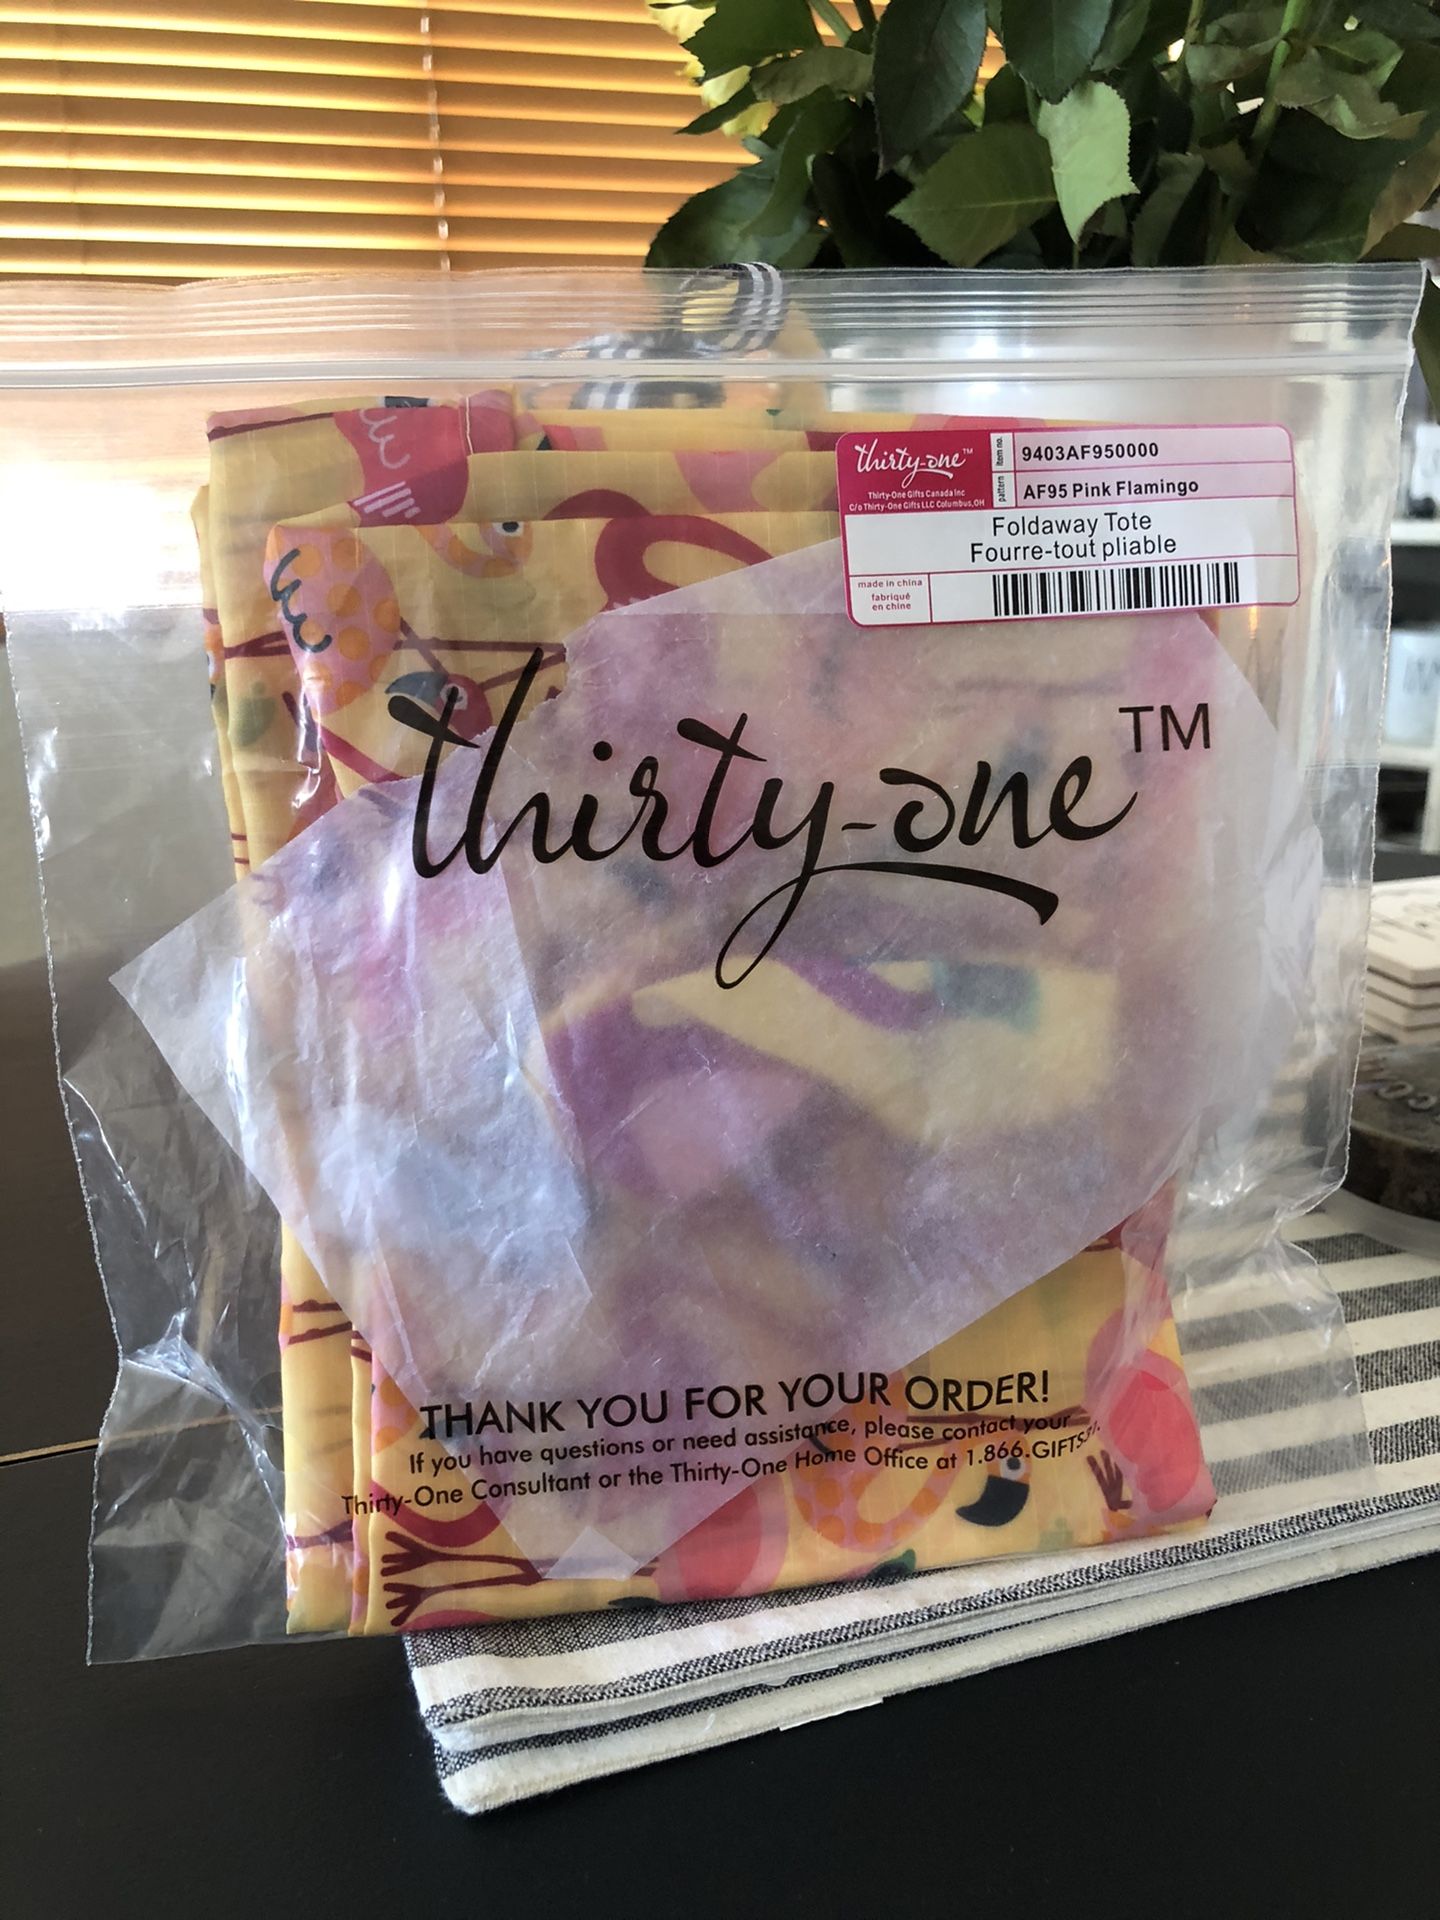 thirty-one™
Thirty-One Gifts Canada Inc
C/o Thirty-One Gifts LLC Columbus,OH
item no.
9403AF950000
pattern
AF95 Pink Flamingo
Foldaway Tote
Fourre-tout pliable
made in china
fabriqué
en chine
thirty-one™
THANK YOU FOR YOUR ORDER!
If you have questions or need assistance, please contact your
Thirty-One Consultant or the Thirty-One Home Office at 1.866.GIFTS